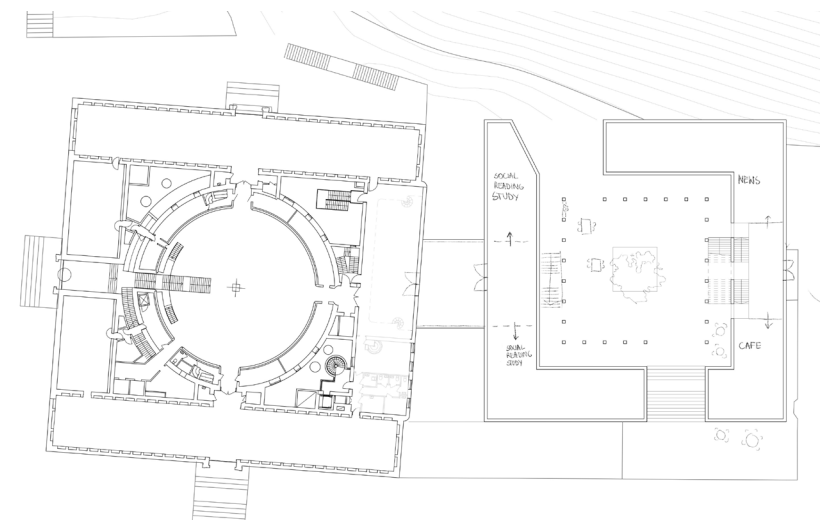 SOCIAL
READING
STUDY
NEWS
SOCIAL
READING
STUDY
CAFE